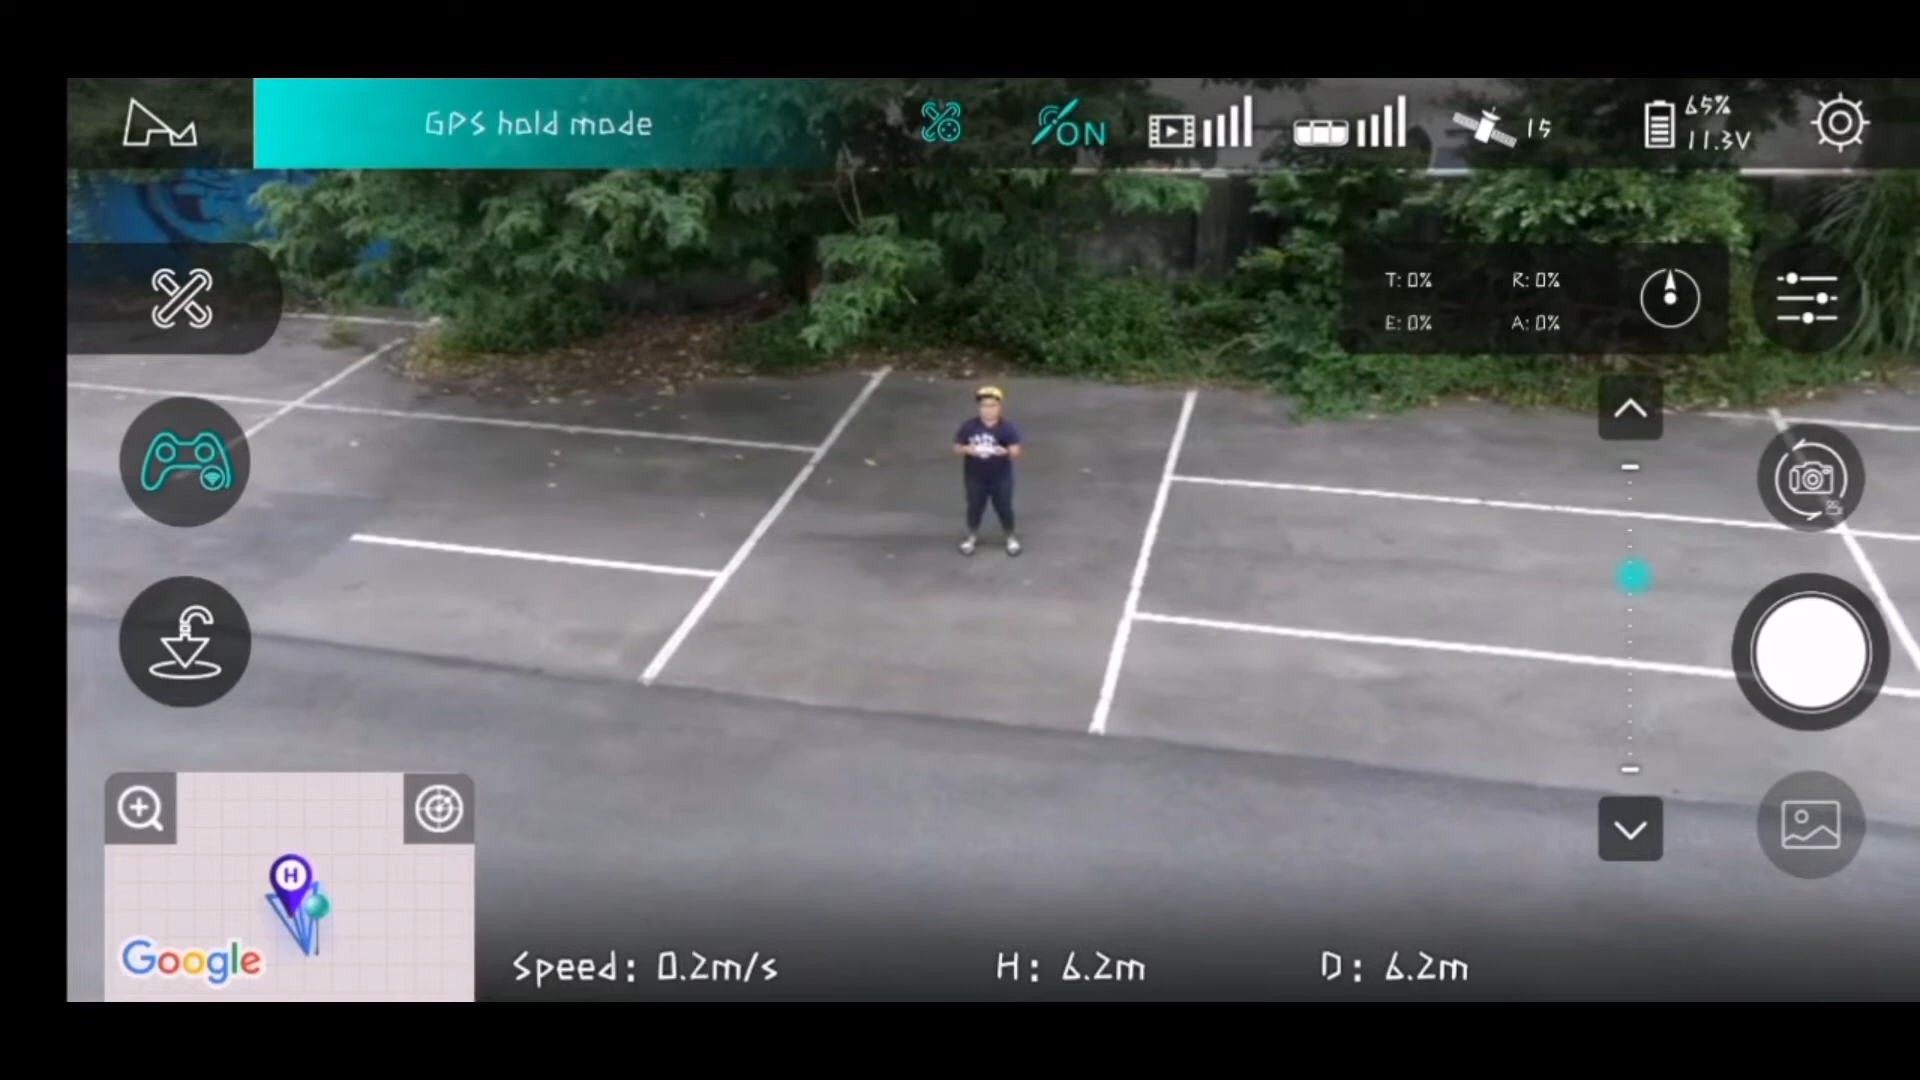 GPS hold mode
ON
15
65%
11.3V
T: 0% R: 0%
E: 0% A: 0%
H
Google
Speed: 0.2m/s H: 6.2m D: 6.2m